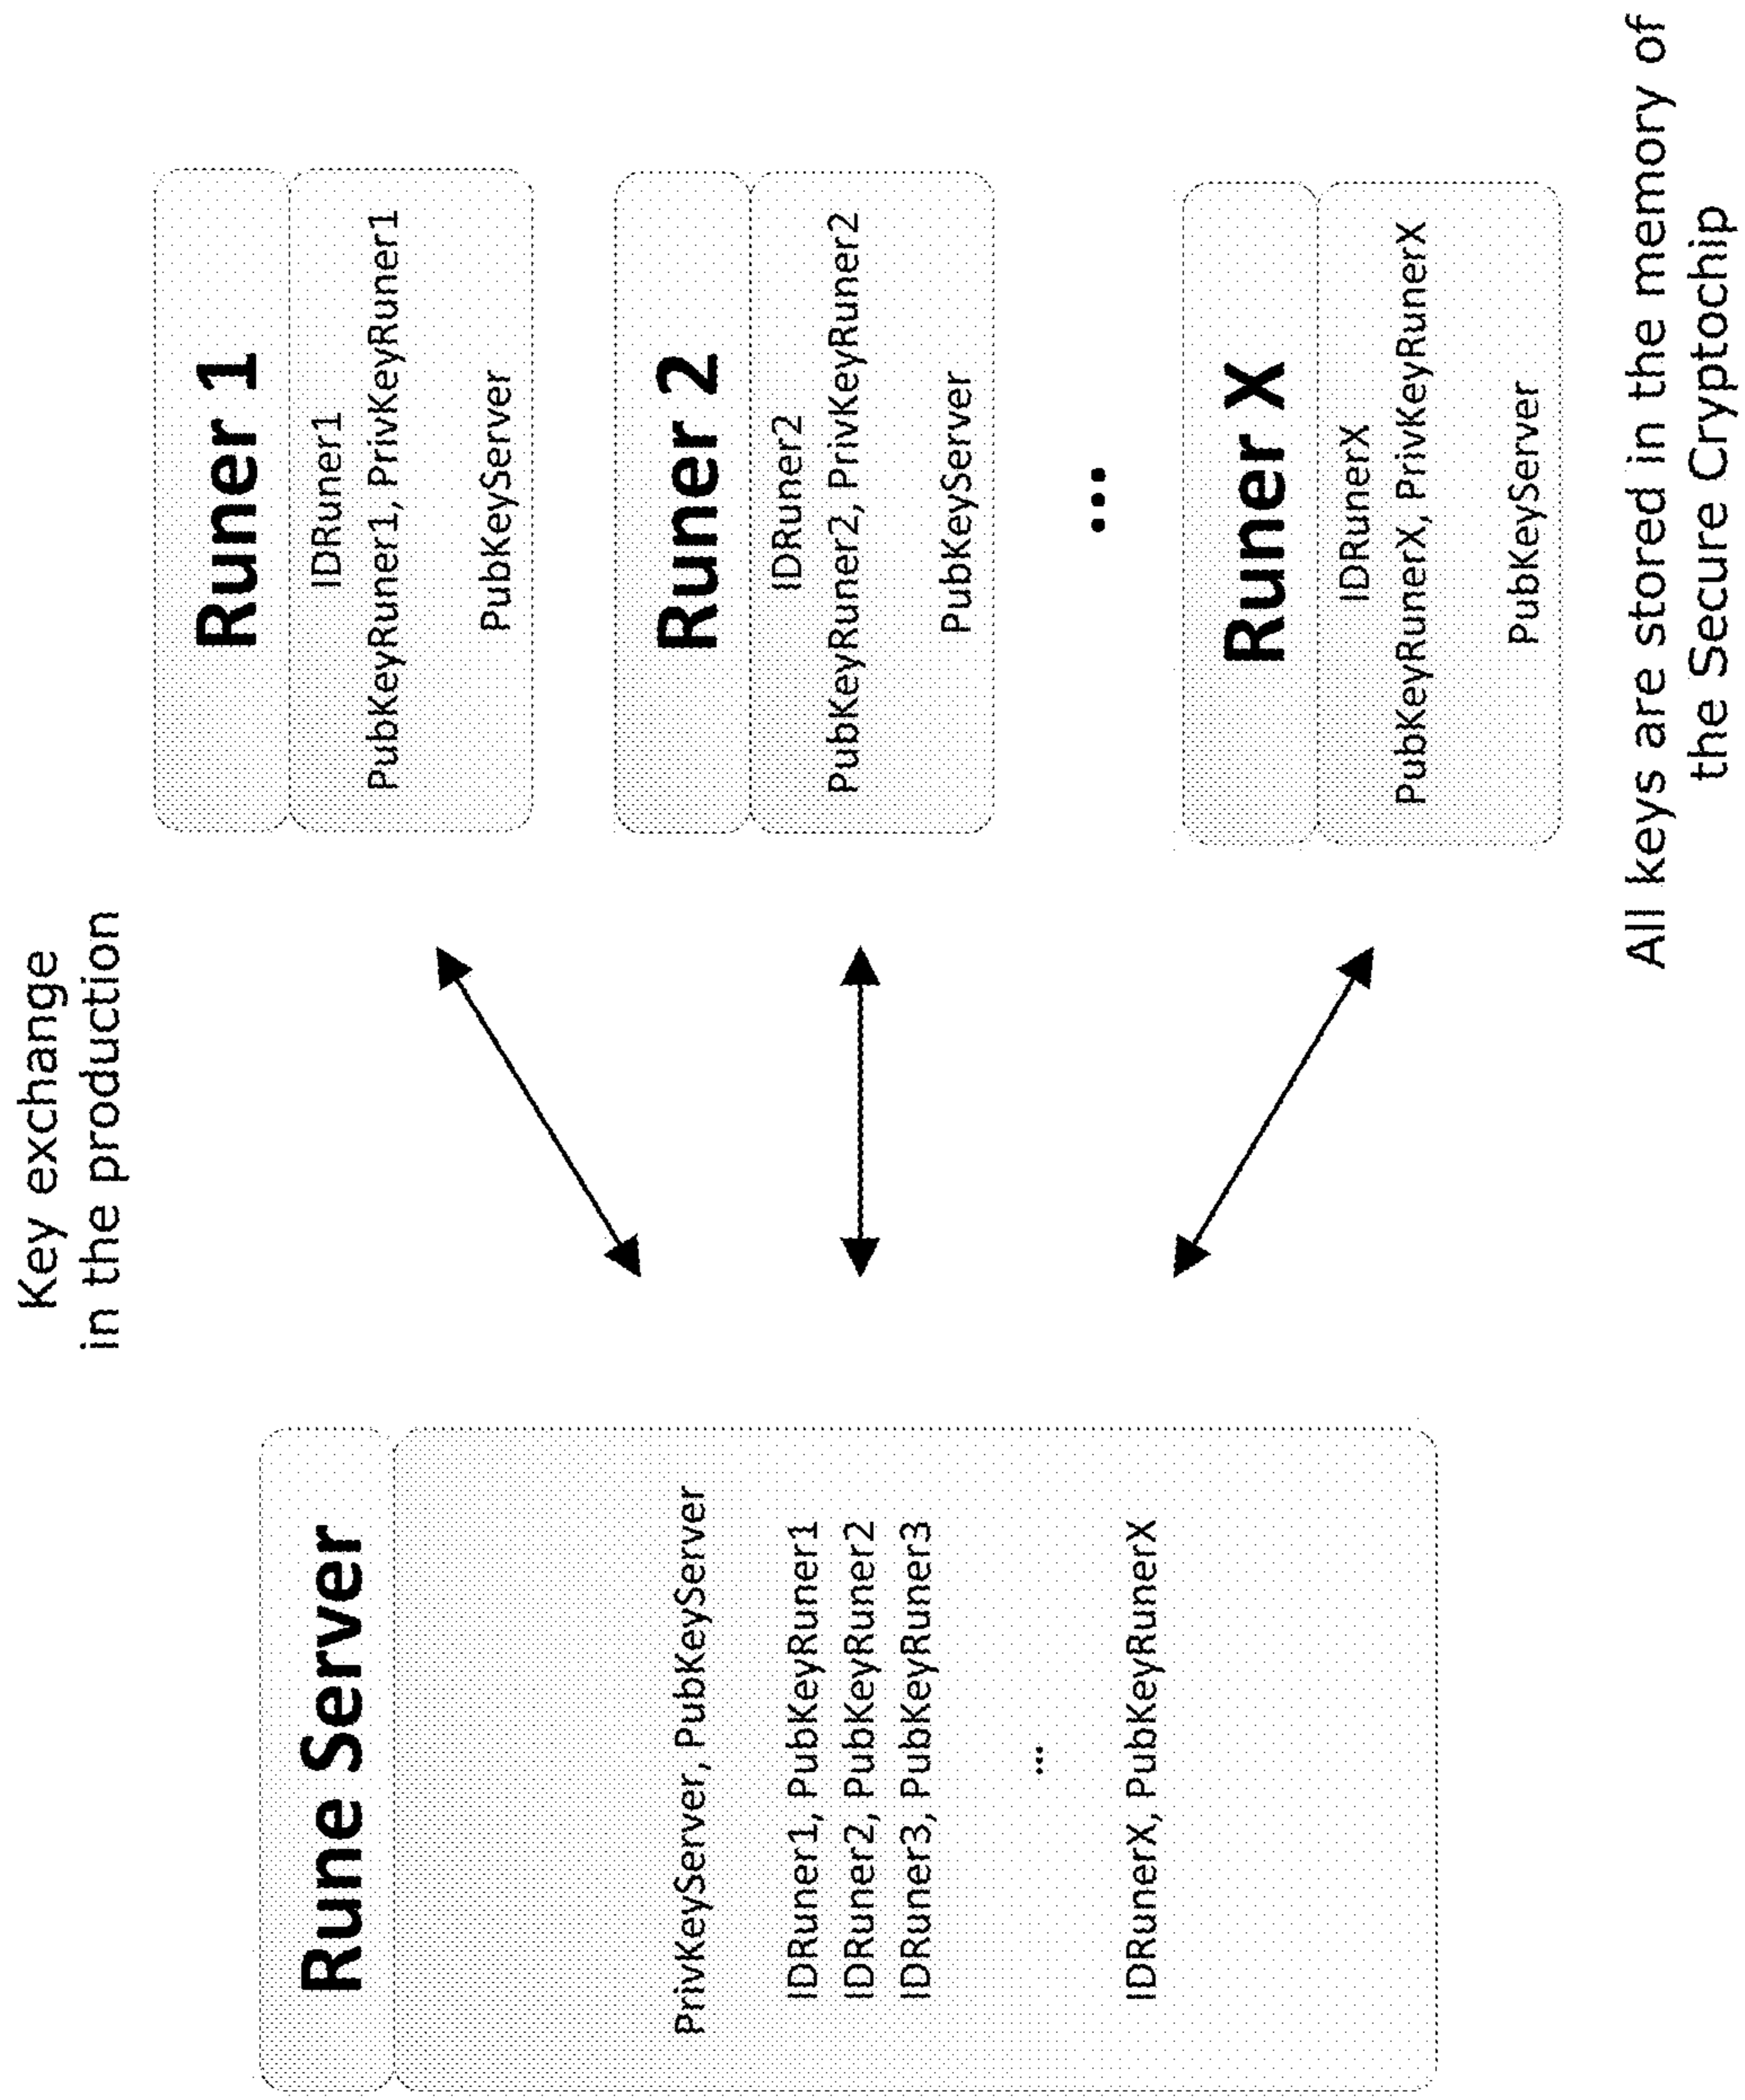 Key exchange
in the production
Rune Server
PrivKeyServer, PubKeyServer
IDRuner1, PubKeyRuner1
IDRuner2, PubKeyRuner2
IDRuner3, PubKeyRuner3
...
IDRunerX, PubKeyRunerX
Runer 1
IDRuner1
PubKeyRuner1, PrivKeyRuner1
PubKeyServer
Runer 2
IDRuner2
PubKeyRuner2, PrivKeyRuner2
PubKeyServer
...
Runer X
IDRunerX
PubKeyRunerX, PrivKeyRunerX
PubKeyServer
All keys are stored in the memory of
the Secure Cryptochip